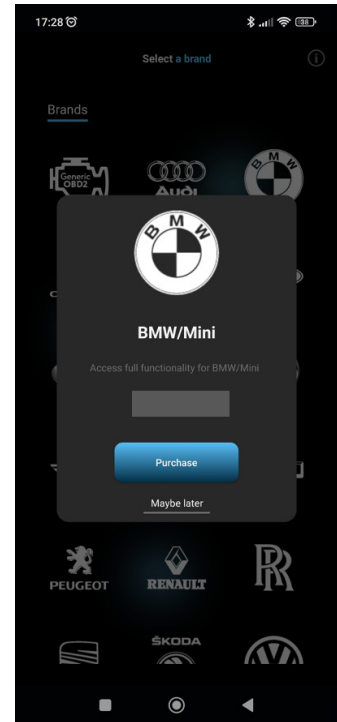 17:28
38
Select a brand
Brands
Generic
OBD2
Audi
B M W
B M W
BMW/Mini
Access full functionality for BMW/Mini
Purchase
Maybe later
PEUGEOT
RENAULT
RR
ŠKODA